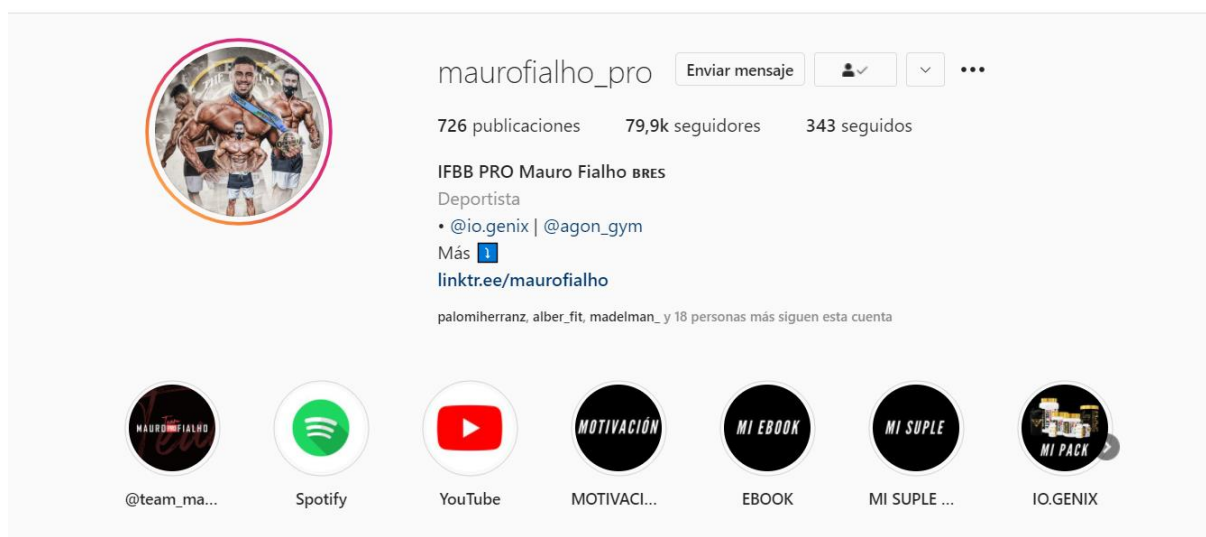 maurofialho_pro Enviar mensaje
726 publicaciones 79,9k seguidores 343 seguidos
IFBB PRO Mauro Fialho BRES
Deportista
• @io.genix | @agon_gym
Más ⤵
linktr.ee/maurofialho
palomiherranz, alber_fit, madelman_ y 18 personas más siguen esta cuenta
MAURO FIALHO
MOTIVACIÓN
MI EBOOK
MI SUPLE
MI PACK
@team_ma... Spotify YouTube MOTIVACI... EBOOK MI SUPLE ... IO.GENIX